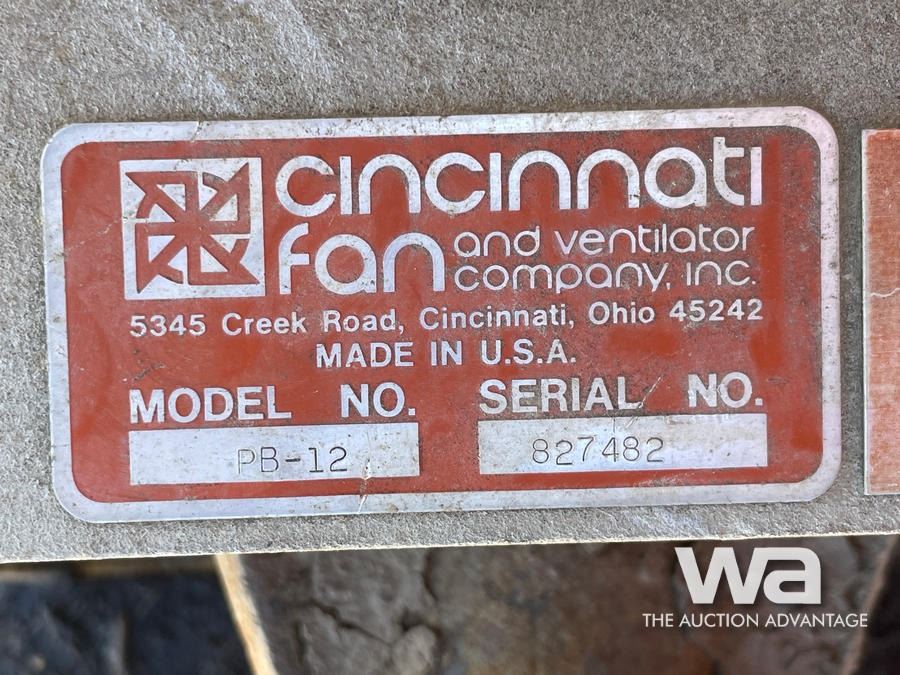 cincinnati
fan and ventilator
company, inc.
5345 Creek Road, Cincinnati, Ohio 45242
MADE IN U.S.A.
MODEL NO. SERIAL NO.
PB-12 827482
wa
THE AUCTION ADVANTAGE